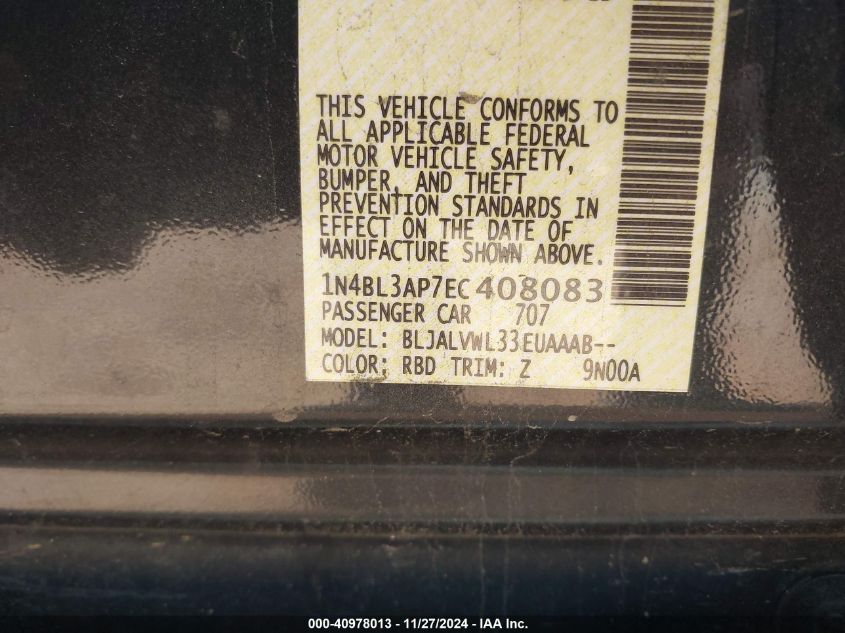 THIS VEHICLE CONFORMS TO
ALL APPLICABLE FEDERAL
MOTOR VEHICLE SAFETY,
BUMPER, AND THEFT
PREVENTION STANDARDS IN
EFFECT ON THE DATE OF
MANUFACTURE SHOWN ABOVE.
1N4BL3AP7EC408083
PASSENGER CAR 707
MODEL: BLJALVWL33EUAAAB--
COLOR: RBD TRIM: Z 9N00A
000-40978013 - 11/27/2024 - IAA Inc.